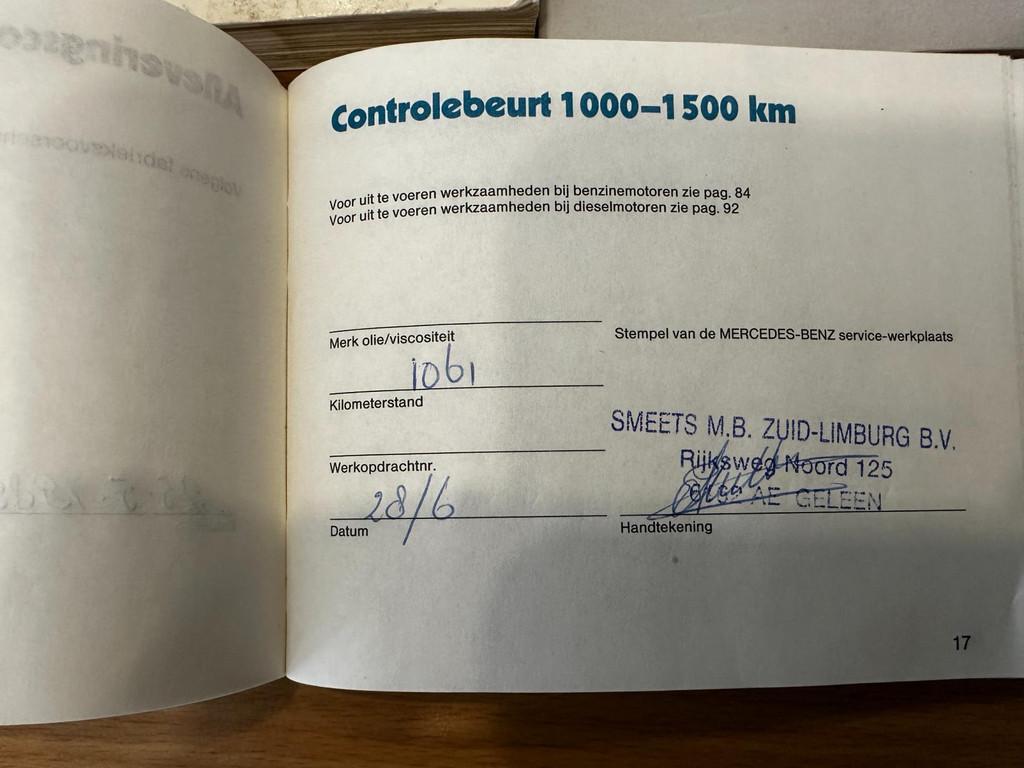 Controlebeurt 1000–1500 km
Voor uit te voeren werkzaamheden bij benzinemotoren zie pag. 84
Voor uit te voeren werkzaamheden bij dieselmotoren zie pag. 92
Merk olie/viscositeit
Stempel van de MERCEDES-BENZ service-werkplaats
1061
Kilometerstand
SMEETS M.B. ZUID-LIMBURG B.V.
Rijksweg Noord 125
AE GELEEN
Werkopdrachtnr.
28/6
Datum
Handtekening
17